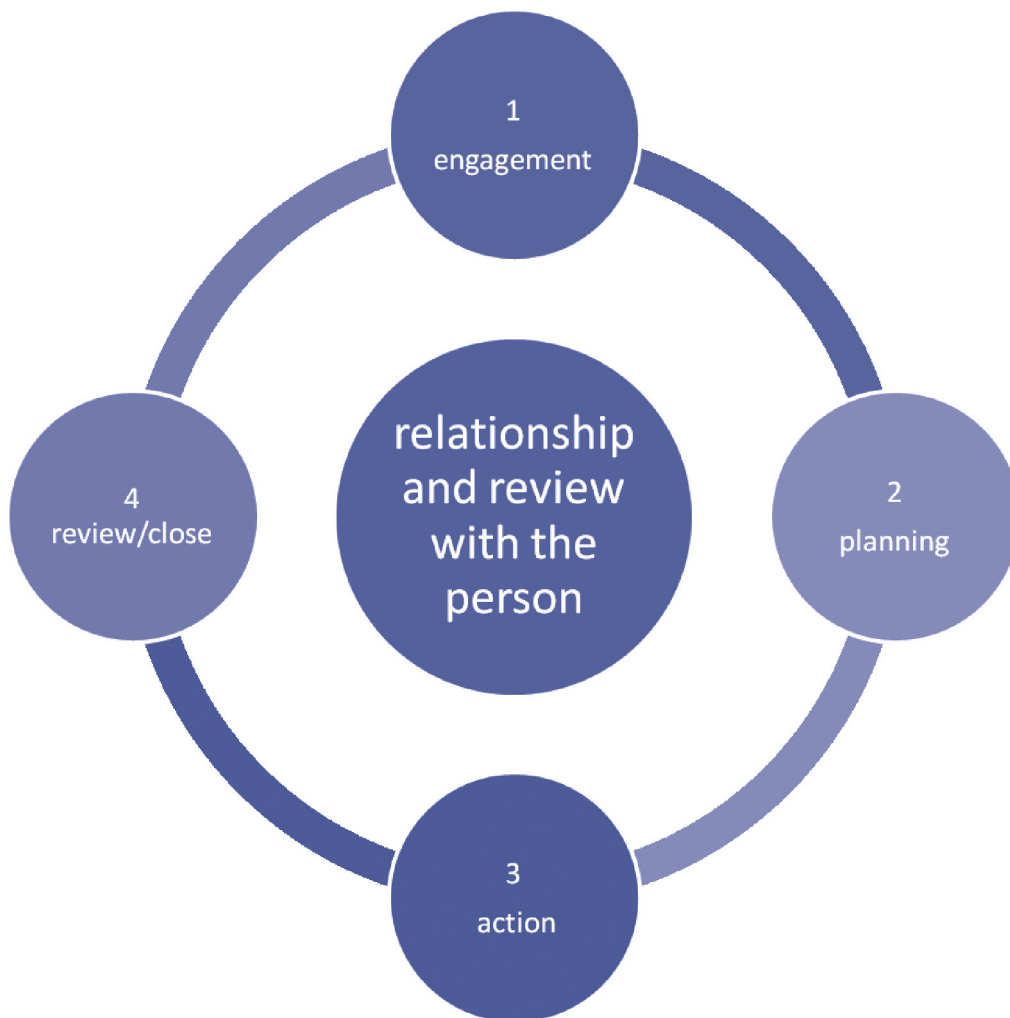 1
engagement
relationship
and review
with the
person
2
planning
3
action
4
review/close